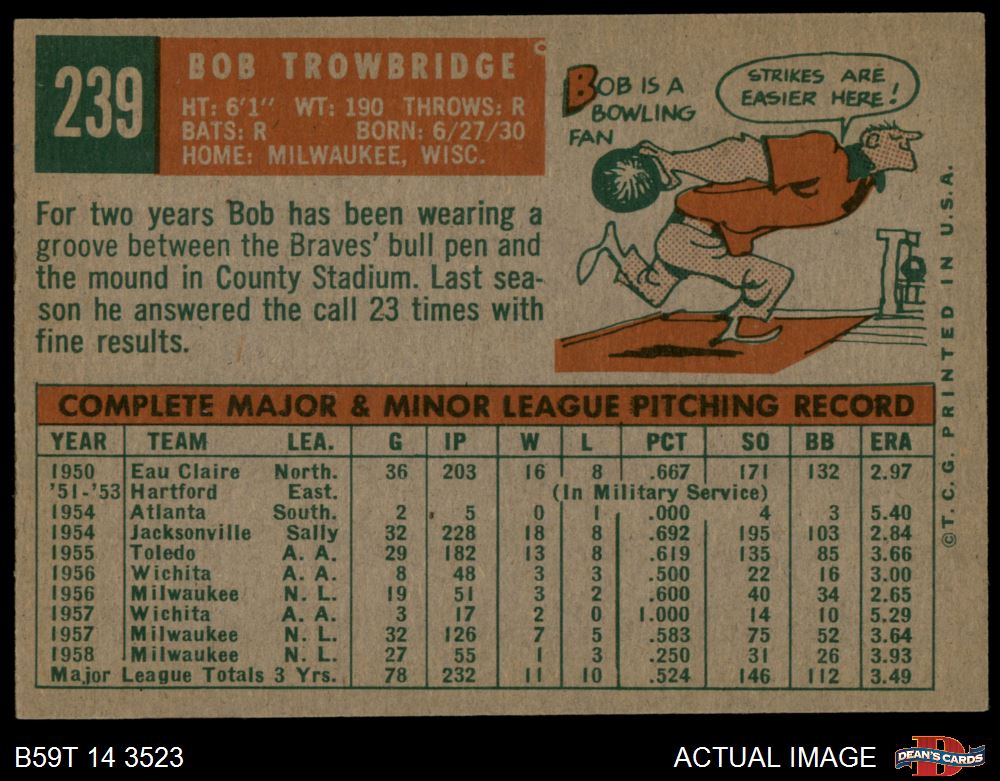 239
BOB TROWBRIDGE
HT: 6'1" WT: 190 THROWS: R
BATS: R BORN: 6/27/30
HOME: MILWAUKEE, WISC.
For two years Bob has been wearing a
groove between the Braves' bull pen and
the mound in County Stadium. Last sea-
son he answered the call 23 times with
fine results.
BOB IS A
BOWLING
FAN
STRIKES ARE
EASIER HERE!
COMPLETE MAJOR & MINOR LEAGUE PITCHING RECORD
YEAR TEAM LEA. G IP W L PCT SO BB ERA
1950 Eau Claire North. 36 203 16 8 .667 171 132 2.97
'51-'53 Hartford East. (In Military Service)
1954 Atlanta South. 2 5 0 1 .000 4 3 5.40
1954 Jacksonville Sally 32 228 18 8 .692 195 103 2.84
1955 Toledo A. A. 29 182 13 8 .619 135 85 3.66
1956 Wichita A. A. 8 48 3 3 .500 22 16 3.00
1956 Milwaukee N. L. 19 51 3 2 .600 40 34 2.65
1957 Wichita A. A. 3 17 2 0 1.000 14 10 5.29
1957 Milwaukee N. L. 32 126 7 5 .583 75 52 3.64
1958 Milwaukee N. L. 27 55 1 3 .250 31 26 3.93
Major League Totals 3 Yrs. 78 232 11 10 .524 146 112 3.49
©T. C. G. PRINTED IN U.S.A.
B59T 14 3523
ACTUAL IMAGE
D
DEAN'S CARDS